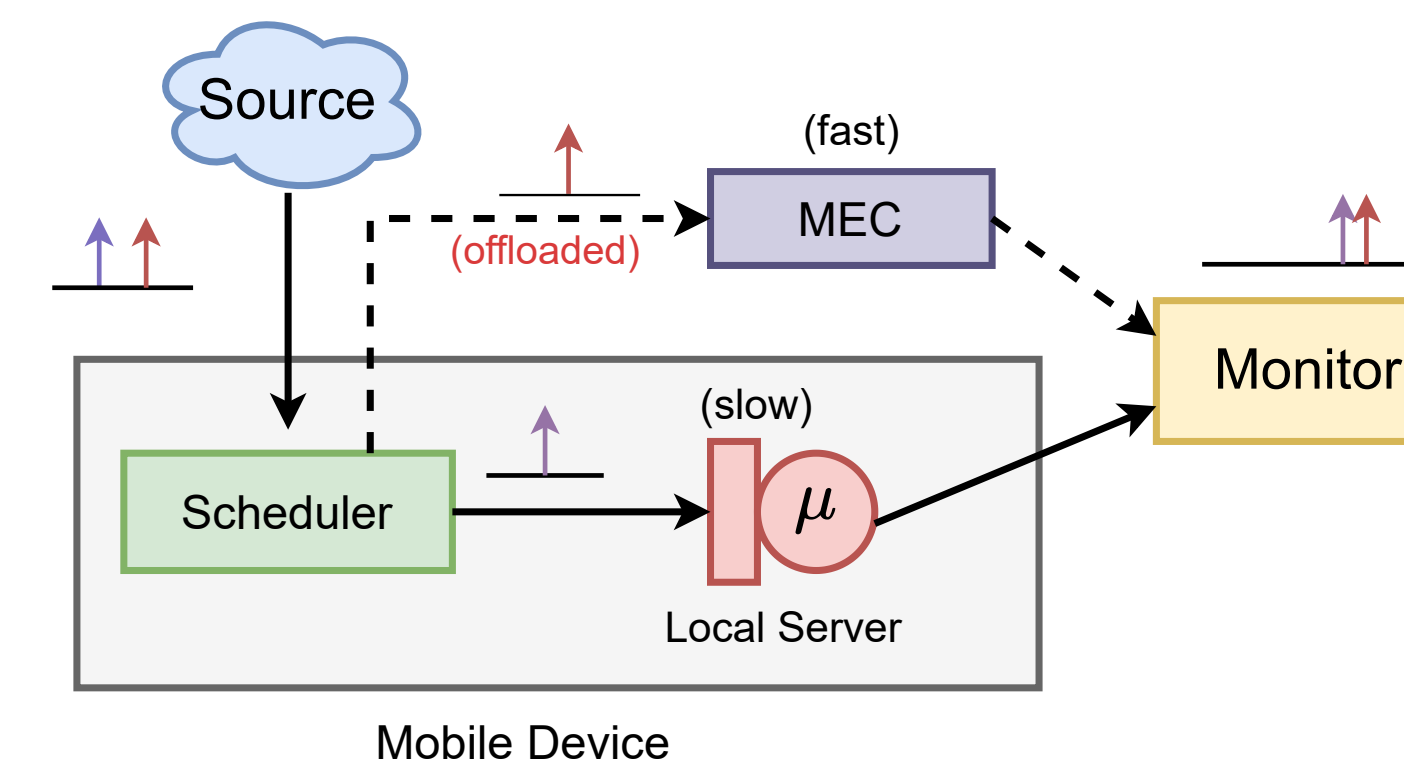 Source
(fast)
MEC
(offloaded)
Monitor
(slow)
Scheduler
μ
Local Server
Mobile Device